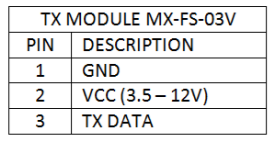 TX MODULE MX-FS-03V
PIN DESCRIPTION
1 GND
2 VCC (3.5 – 12V)
3 TX DATA